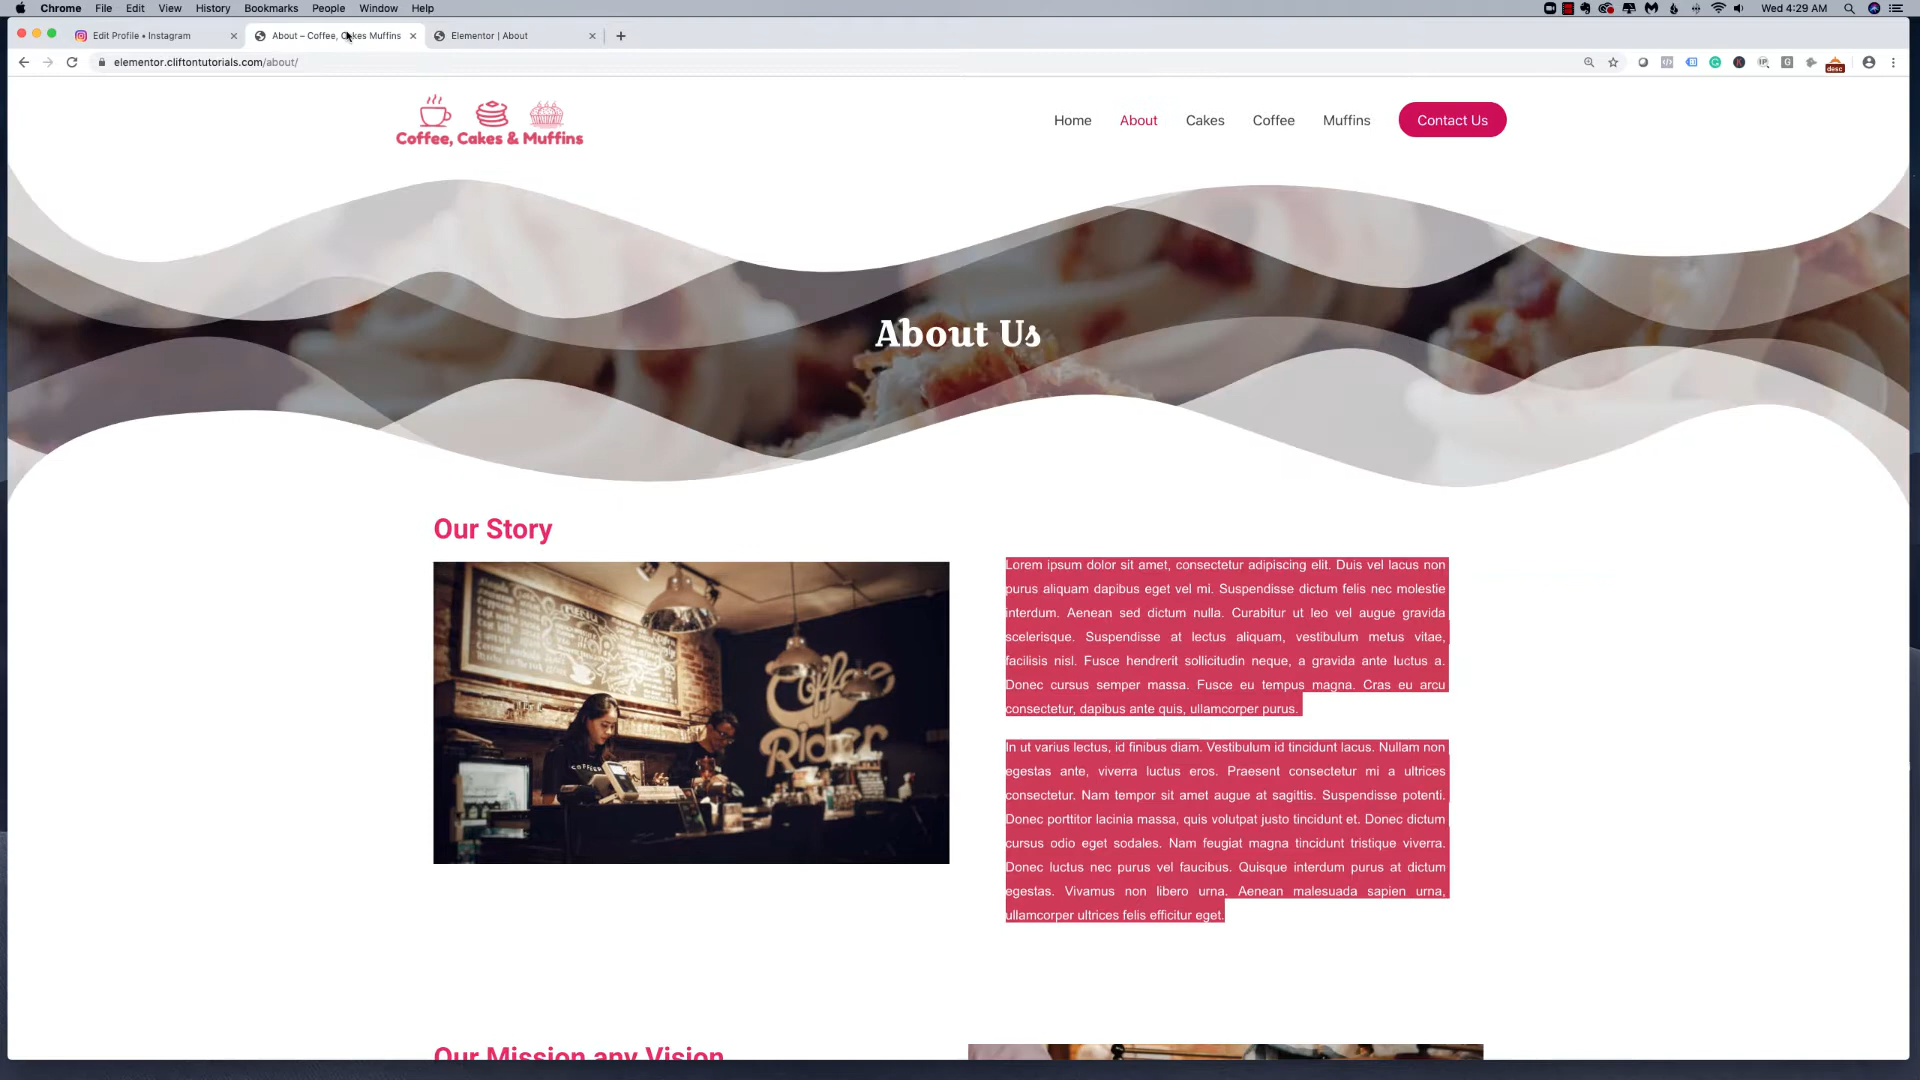 Chrome File Edit View History Bookmarks People Window Help
Wed 4:29 AM
Edit Profile • Instagram
About – Coffee, Cakes Muffins
Elementor | About
elementor.cliftontutorials.com/about/
desc
Coffee, Cakes & Muffins
Home
About
Cakes
Coffee
Muffins
Contact Us
About Us
Our Story
MENU
Coffee
Rider
Lorem ipsum dolor sit amet, consectetur adipiscing elit. Duis vel lacus non
purus aliquam dapibus eget vel mi. Suspendisse dictum felis nec molestie
interdum. Aenean sed dictum nulla. Curabitur ut leo vel augue gravida
scelerisque. Suspendisse at lectus aliquam, vestibulum metus vitae,
facilisis nisl. Fusce hendrerit sollicitudin neque, a gravida ante luctus a.
Donec cursus semper massa. Fusce eu tempus magna. Cras eu arcu
consectetur, dapibus ante quis, ullamcorper purus.
In ut varius lectus, id finibus diam. Vestibulum id tincidunt lacus. Nullam non
egestas ante, viverra luctus eros. Praesent consectetur mi a ultrices
consectetur. Nam tempor sit amet augue at sagittis. Suspendisse potenti.
Donec porttitor lacinia massa, quis volutpat justo tincidunt et. Donec dictum
cursus odio eget sodales. Nam feugiat magna tincidunt tristique viverra.
Donec luctus nec purus vel faucibus. Quisque interdum purus at dictum
egestas. Vivamus non libero urna. Aenean malesuada sapien urna,
ullamcorper ultrices felis efficitur eget.
Our Mission any Vision